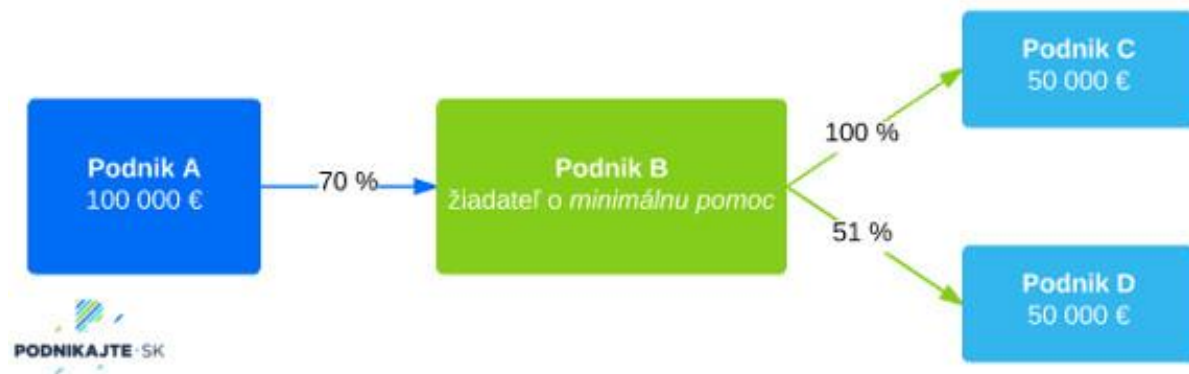 Podnik A
100 000 €
70 %
Podnik B
žiadateľ o minimálnu pomoc
100 %
51 %
Podnik C
50 000 €
Podnik D
50 000 €
PODNIKAJTE·SK